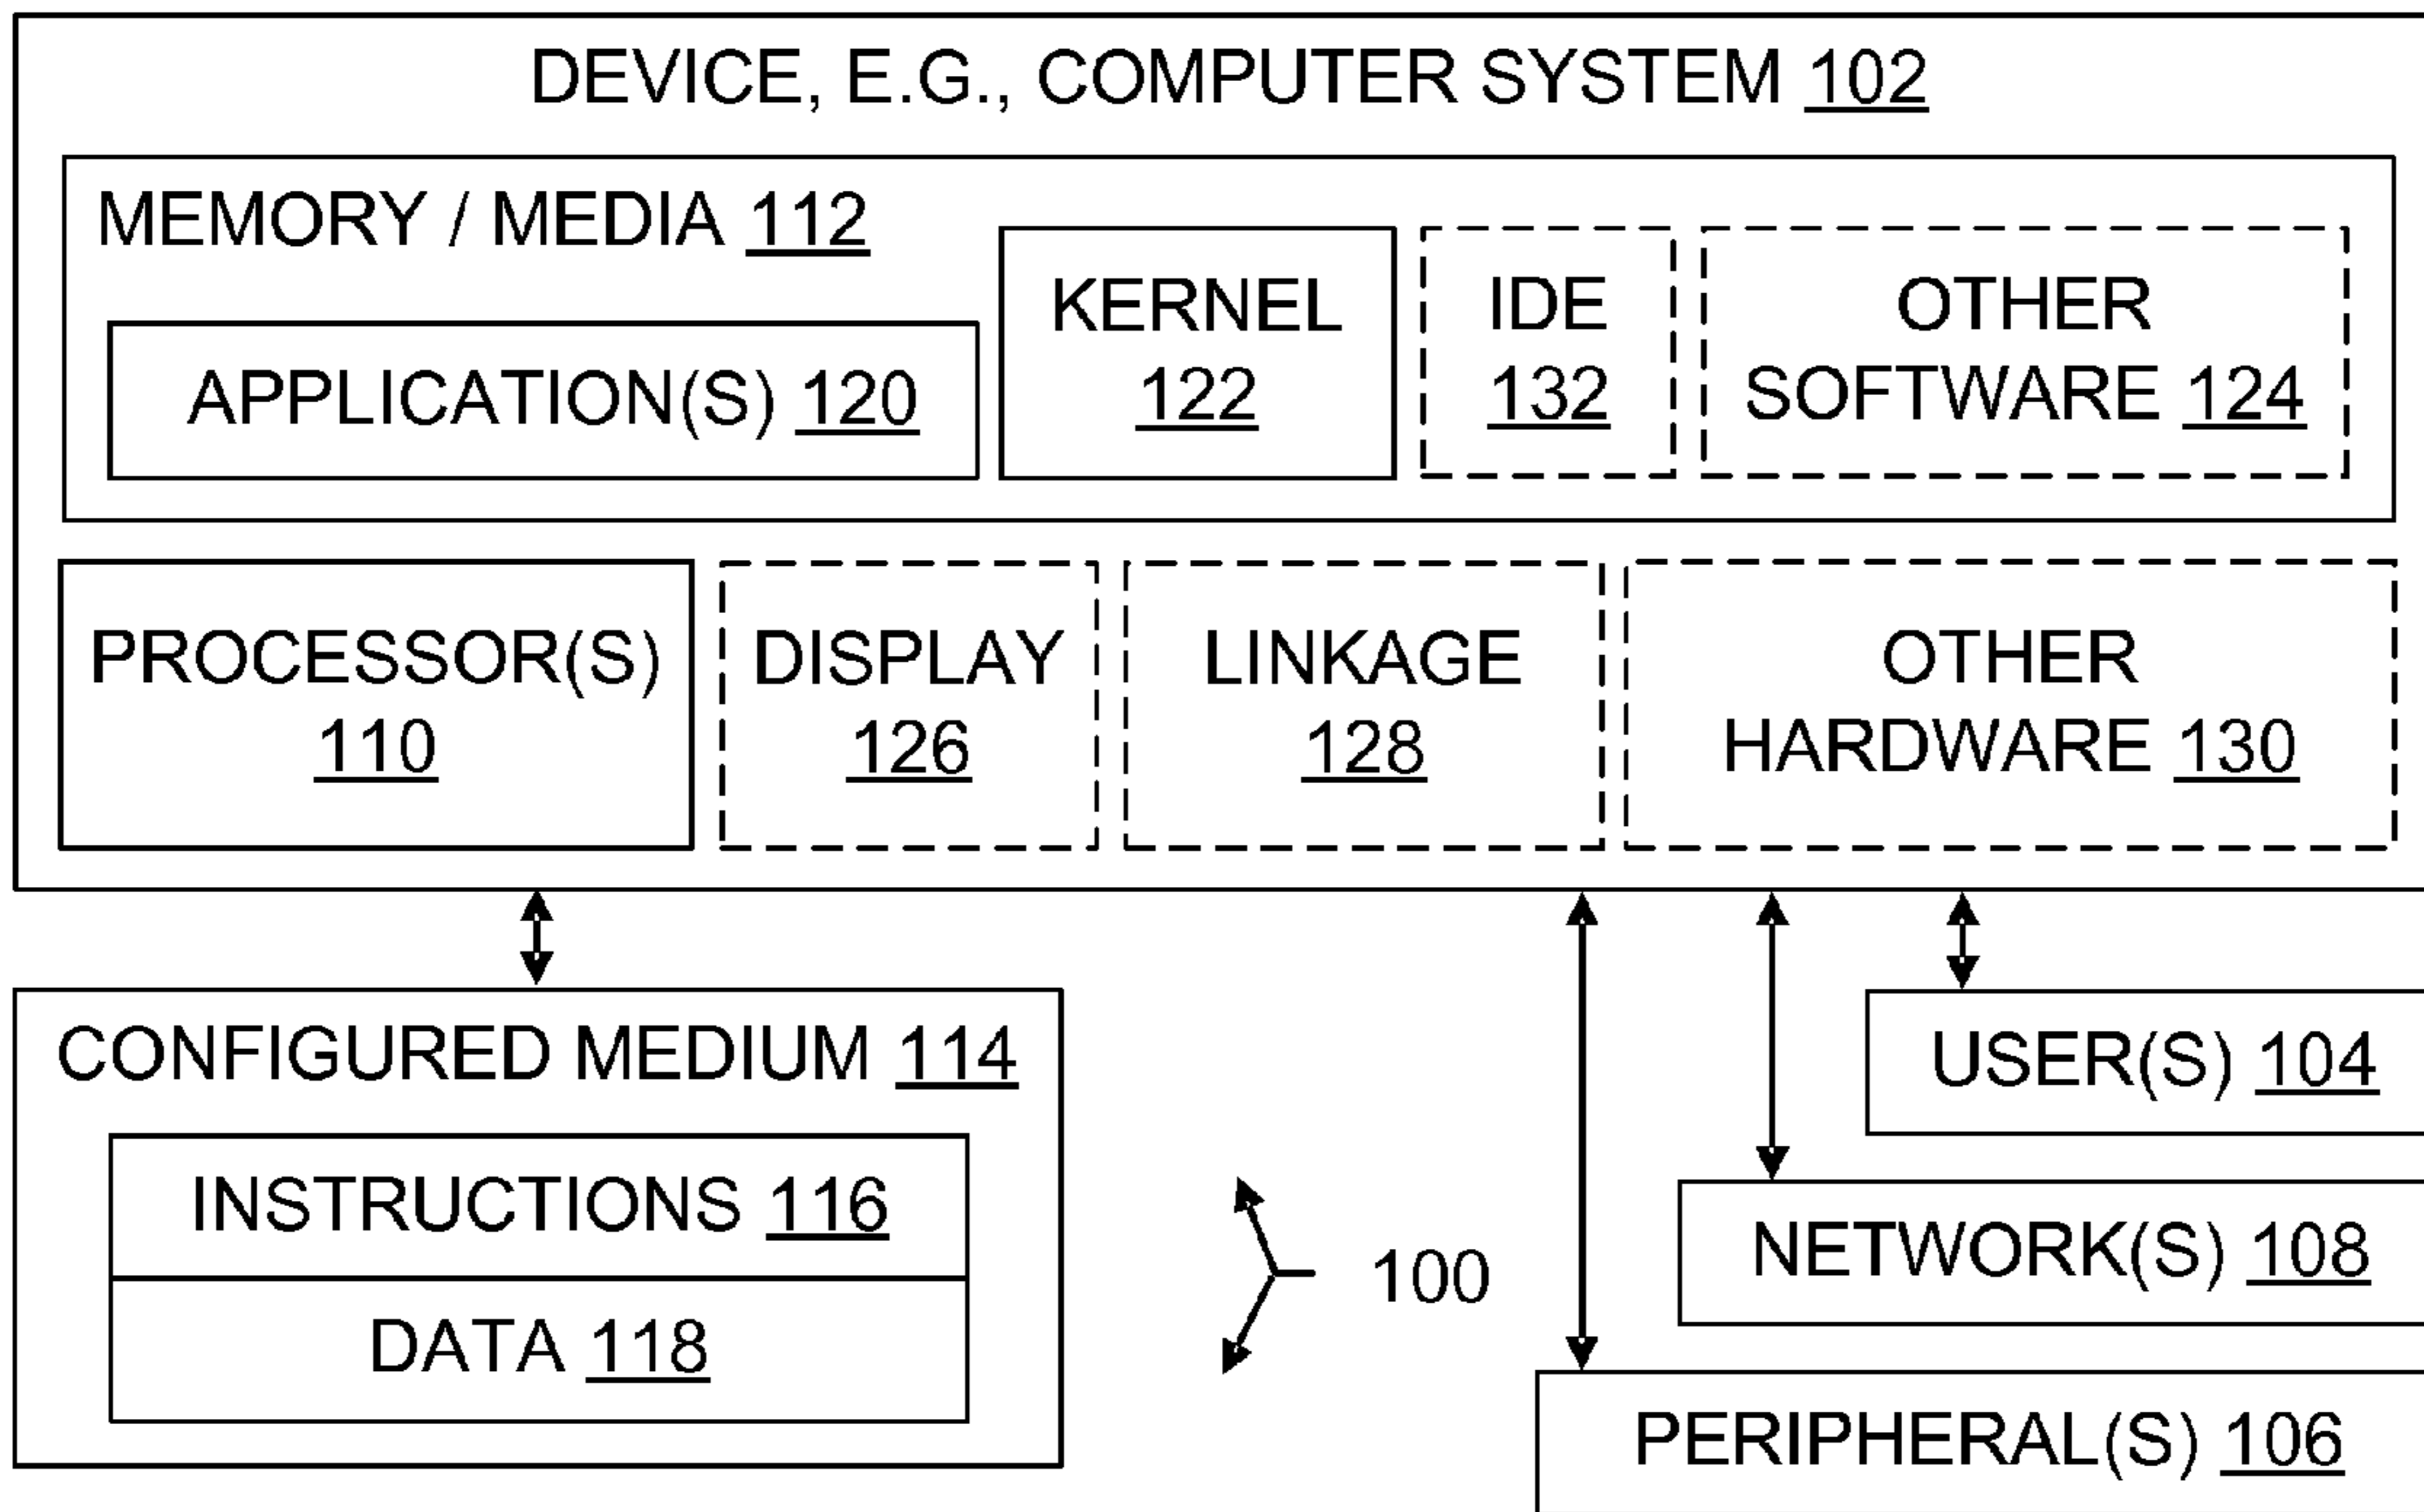 DEVICE, E.G., COMPUTER SYSTEM 102
MEMORY / MEDIA 112
APPLICATION(S) 120
KERNEL
122
IDE
132
OTHER
SOFTWARE 124
PROCESSOR(S)
110
DISPLAY
126
LINKAGE
128
OTHER
HARDWARE 130
CONFIGURED MEDIUM 114
INSTRUCTIONS 116
DATA 118
100
USER(S) 104
NETWORK(S) 108
PERIPHERAL(S) 106